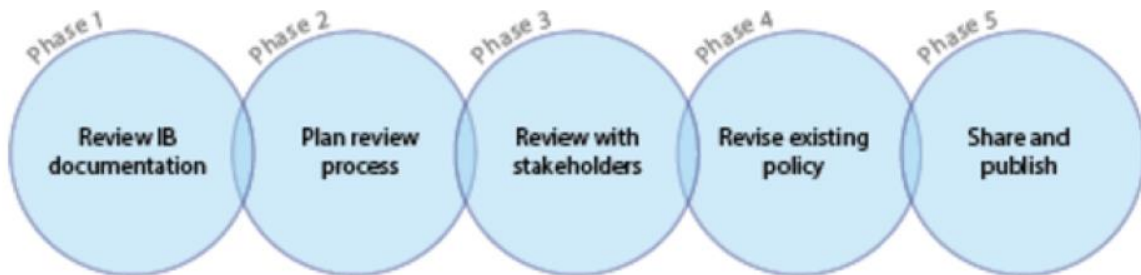 Phase 1
Review IB
documentation
Phase 2
Plan review
process
Phase 3
Review with
stakeholders
Phase 4
Revise existing
policy
Phase 5
Share and
publish